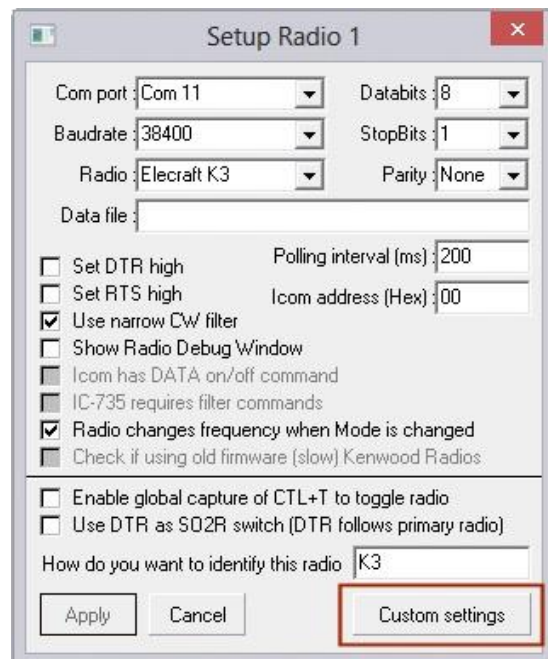 Setup Radio 1
Com port : Com 11 Databits : 8
Baudrate : 38400 StopBits : 1
Radio : Elecraft K3 Parity : None
Data file :
Polling interval (ms) : 200
Set DTR high
Set RTS high
Icom address (Hex) : 00
Use narrow CW filter
Show Radio Debug Window
Icom has DATA on/off command
IC-735 requires filter commands
Radio changes frequency when Mode is changed
Check if using old firmware (slow) Kenwood Radios
Enable global capture of CTL+T to toggle radio
Use DTR as SO2R switch (DTR follows primary radio)
How do you want to identify this radio K3
Apply Cancel Custom settings